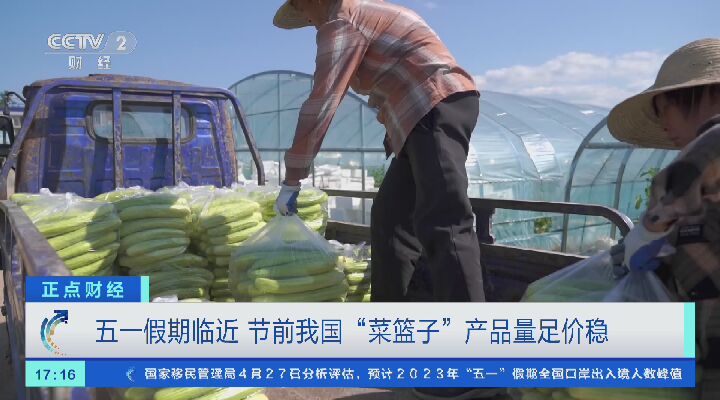 CCTV 2
财 经
正点财经
五一假期临近 节前我国“菜篮子”产品量足价稳
17:16
国家移民管理局4月27日分析评估，预计2023年“五一”假期全国口岸出入境人数峰值